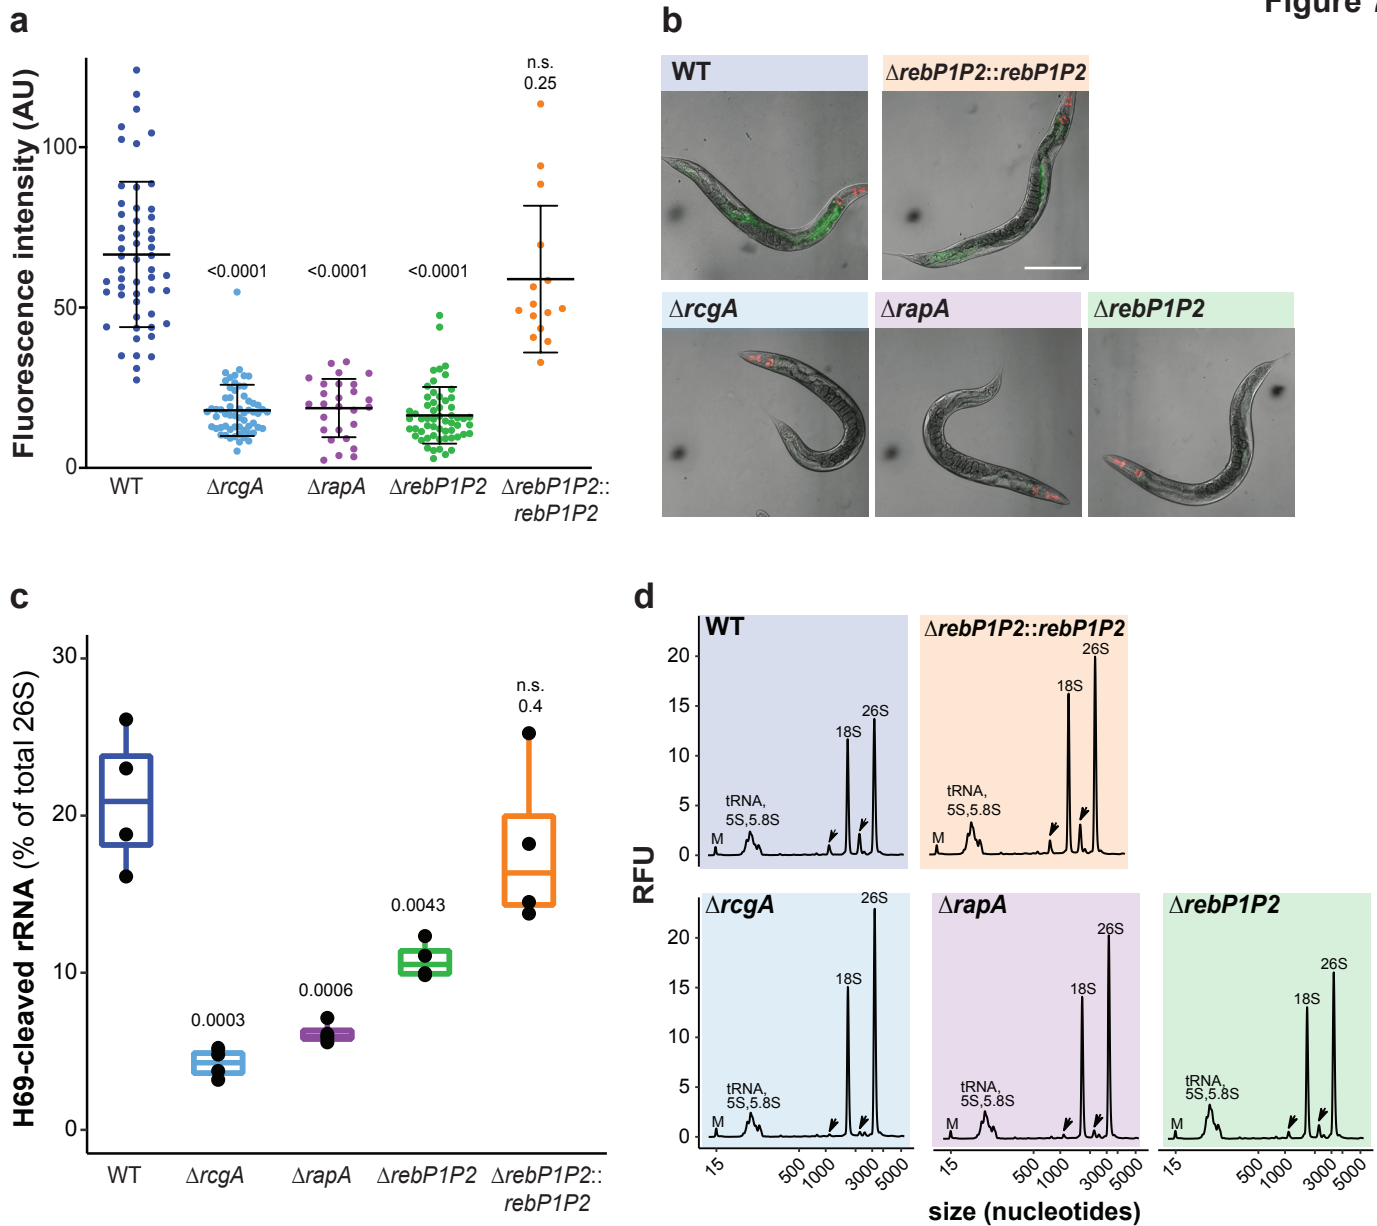 Figure
a
Fluorescence intensity (AU)
100
50
0
<0.0001
<0.0001
<0.0001
n.s.
0.25
WT
ΔrcgA
ΔrapA
ΔrebP1P2
ΔrebP1P2::
rebP1P2
b
WT
ΔrebP1P2::rebP1P2
ΔrcgA
ΔrapA
ΔrebP1P2
c
H69-cleaved rRNA (% of total 26S)
30
20
10
0
0.0003
0.0006
0.0043
n.s.
0.4
WT
ΔrcgA
ΔrapA
ΔrebP1P2
ΔrebP1P2::
rebP1P2
d
RFU
WT
20
15
10
5
0
M
tRNA,
5S,5.8S
18S
26S
ΔrebP1P2::rebP1P2
M
tRNA,
5S,5.8S
18S
26S
ΔrcgA
20
15
10
5
0
M
tRNA,
5S,5.8S
18S
26S
15
500
1000
3000
5000
ΔrapA
M
tRNA,
5S,5.8S
18S
26S
15
500
1000
3000
5000
ΔrebP1P2
M
tRNA,
5S,5.8S
18S
26S
15
500
1000
3000
5000
size (nucleotides)